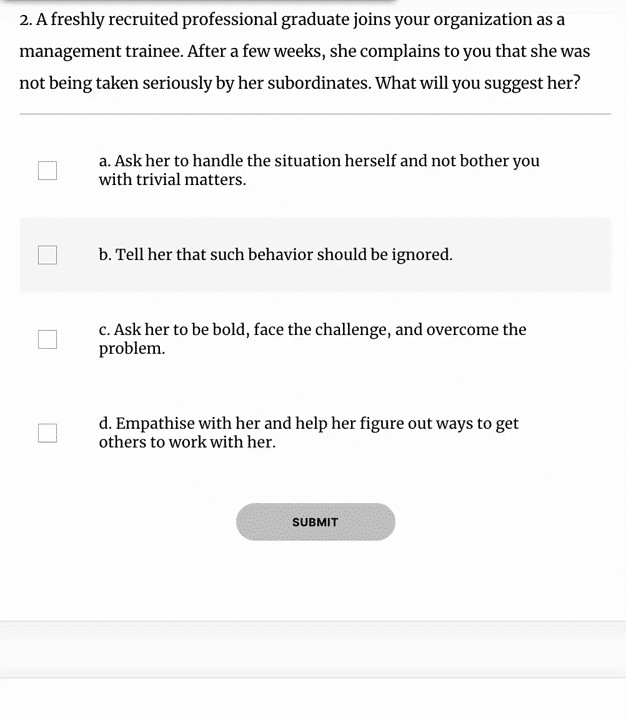 2. A freshly recruited professional graduate joins your organization as a
management trainee. After a few weeks, she complains to you that she was
not being taken seriously by her subordinates. What will you suggest her?
a. Ask her to handle the situation herself and not bother you
with trivial matters.
b. Tell her that such behavior should be ignored.
c. Ask her to be bold, face the challenge, and overcome the
problem.
d. Empathise with her and help her figure out ways to get
others to work with her.
SUBMIT